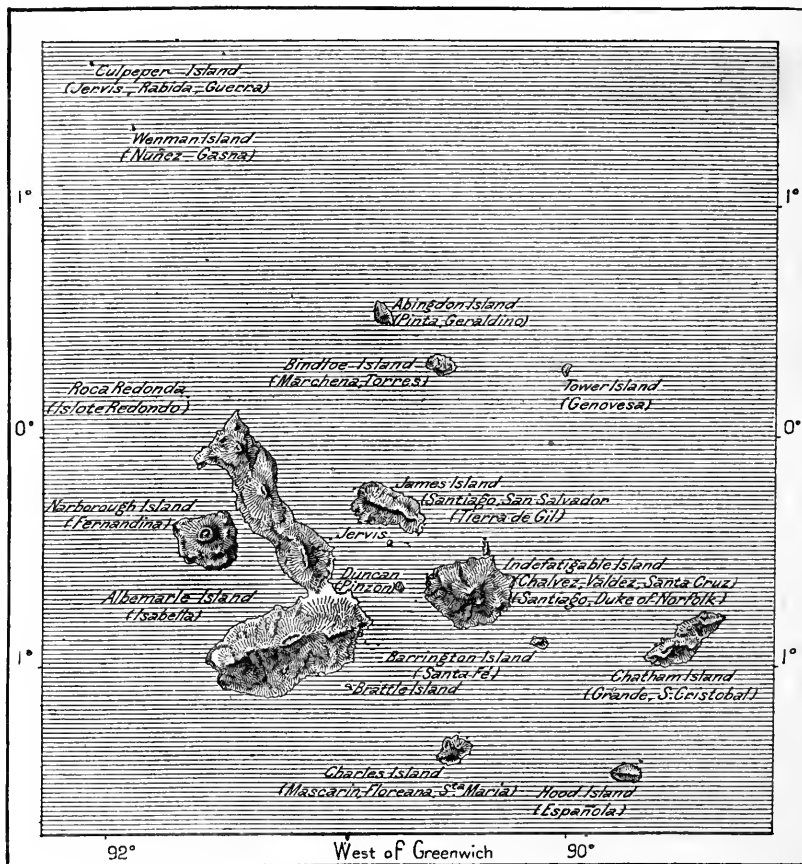 Culpeper Island
(Jervis, Rabida, Guerra)
Wenman Island
(Nuñez-Gasna)
1°
1°
Abingdon Island
(Pinta, Geraldino)
Bindloe Island
(Marchena, Torres)
Tower Island
(Genovesa)
Roca Redonda
(Islote Redondo)
0°
0°
James Island
(Santiago, San Salvador
(Tierra de Gil)
Narborough Island
(Fernandina)
Jervis
Indefatigable Island
(Chalvez, Valdez, Santa Cruz)
(Santiago, Duke of Norfolk)
Duncan
(Pinzon)
Albemarle Island
(Isabella)
Barrington Island
(Santa Fé)
Chatham Island
(Grande, S. Cristobal)
1°
1°
Brattle Island
Charles Island
(Mascarin, Floreana, Sta Maria)
Hood Island
(Española)
92°
West of Greenwich
90°